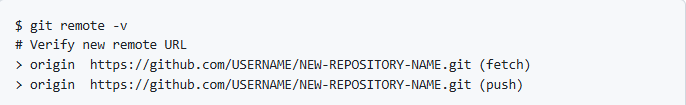 $ git remote -v
# Verify new remote URL
> origin  https://github.com/USERNAME/NEW-REPOSITORY-NAME.git (fetch)
> origin  https://github.com/USERNAME/NEW-REPOSITORY-NAME.git (push)